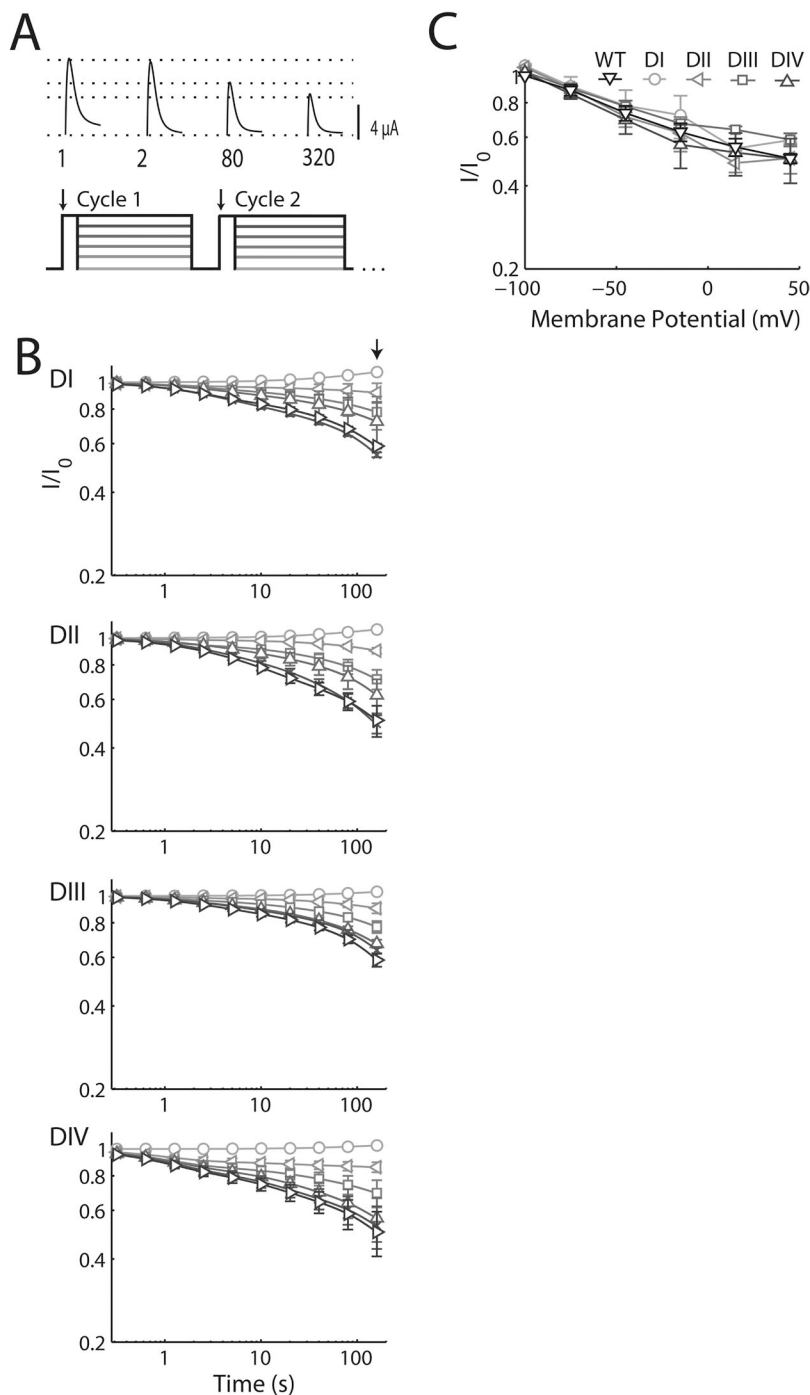 A
1 2 80 320
4 µA
Cycle 1 Cycle 2
...
C
WT DI DII DIII DIV
1
0.8
0.6
0.4
0.2
I/I0
−100 −50 0 50
Membrane Potential (mV)
B
DI
1
0.8
0.6
0.4
0.2
I/I0
1 10 100
DII
1
0.8
0.6
0.4
0.2
1 10 100
DIII
1
0.8
0.6
0.4
0.2
1 10 100
DIV
1
0.8
0.6
0.4
0.2
1 10 100
Time (s)